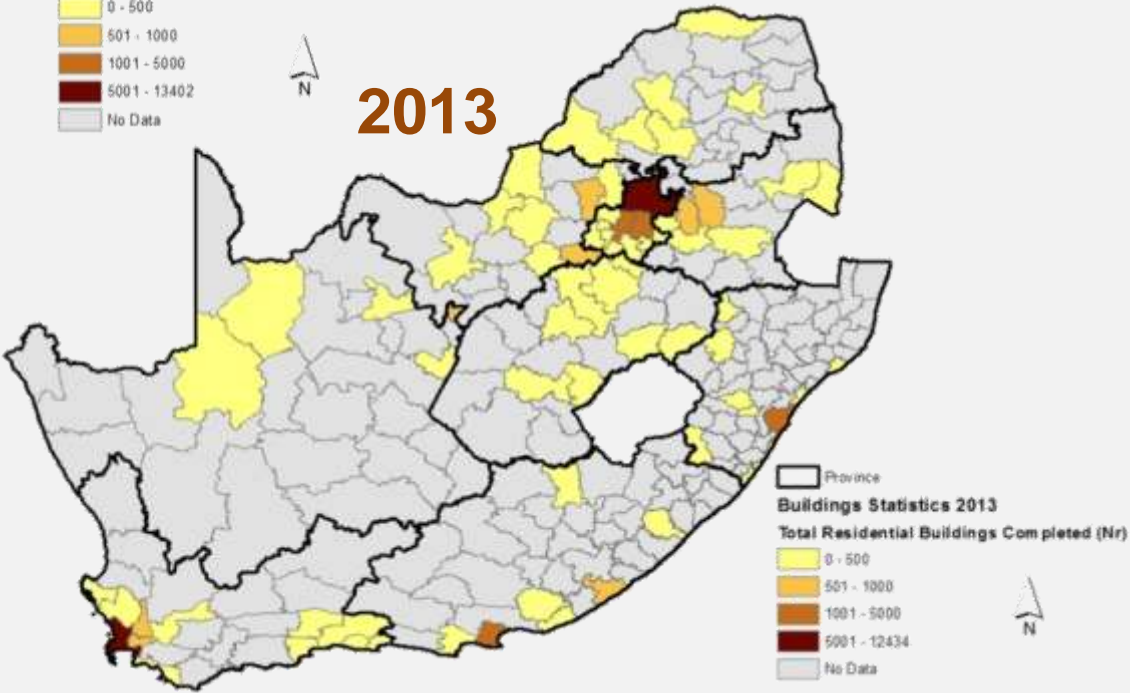 0 - 500
501 - 1000
1001 - 5000
5001 - 13402
No Data
N
2013
Province
Buildings Statistics 2013
Total Residential Buildings Completed (Nr)
0 - 500
501 - 1000
1001 - 5000
5001 - 12434
No Data
N